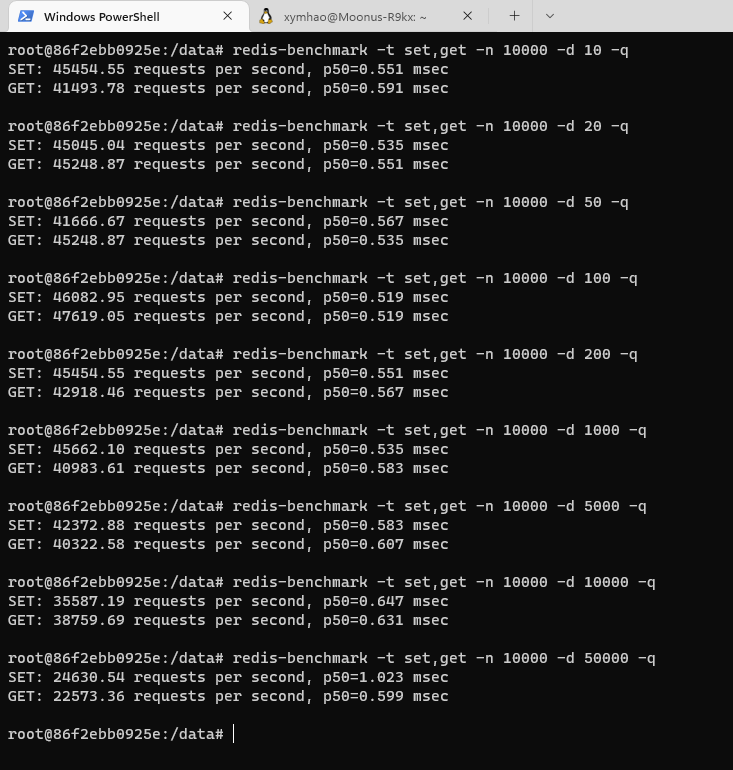 Windows PowerShell
xymhao@Moonus-R9kx: ~
root@86f2ebb0925e:/data# redis-benchmark -t set,get -n 10000 -d 10 -q
SET: 45454.55 requests per second, p50=0.551 msec
GET: 41493.78 requests per second, p50=0.591 msec
root@86f2ebb0925e:/data# redis-benchmark -t set,get -n 10000 -d 20 -q
SET: 45045.04 requests per second, p50=0.535 msec
GET: 45248.87 requests per second, p50=0.551 msec
root@86f2ebb0925e:/data# redis-benchmark -t set,get -n 10000 -d 50 -q
SET: 41666.67 requests per second, p50=0.567 msec
GET: 45248.87 requests per second, p50=0.535 msec
root@86f2ebb0925e:/data# redis-benchmark -t set,get -n 10000 -d 100 -q
SET: 46082.95 requests per second, p50=0.519 msec
GET: 47619.05 requests per second, p50=0.519 msec
root@86f2ebb0925e:/data# redis-benchmark -t set,get -n 10000 -d 200 -q
SET: 45454.55 requests per second, p50=0.551 msec
GET: 42918.46 requests per second, p50=0.567 msec
root@86f2ebb0925e:/data# redis-benchmark -t set,get -n 10000 -d 1000 -q
SET: 45662.10 requests per second, p50=0.535 msec
GET: 40983.61 requests per second, p50=0.583 msec
root@86f2ebb0925e:/data# redis-benchmark -t set,get -n 10000 -d 5000 -q
SET: 42372.88 requests per second, p50=0.583 msec
GET: 40322.58 requests per second, p50=0.607 msec
root@86f2ebb0925e:/data# redis-benchmark -t set,get -n 10000 -d 10000 -q
SET: 35587.19 requests per second, p50=0.647 msec
GET: 38759.69 requests per second, p50=0.631 msec
root@86f2ebb0925e:/data# redis-benchmark -t set,get -n 10000 -d 50000 -q
SET: 24630.54 requests per second, p50=1.023 msec
GET: 22573.36 requests per second, p50=0.599 msec
root@86f2ebb0925e:/data#